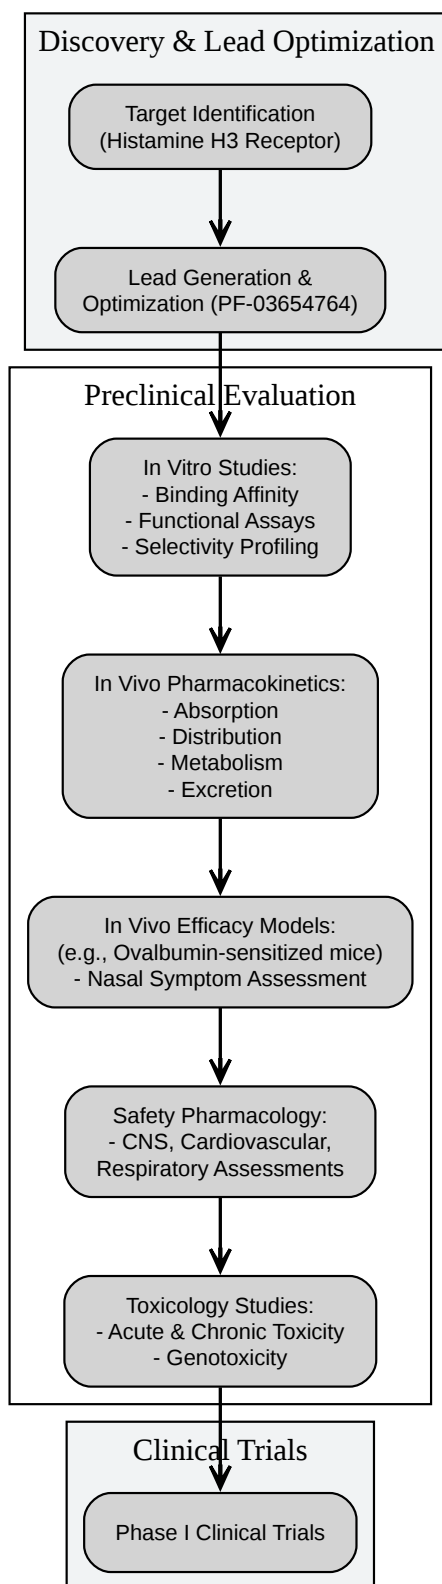 Discovery & Lead Optimization
Target Identification
(Histamine H3 Receptor)
Lead Generation &
Optimization (PF-03654764)
Preclinical Evaluation
In Vitro Studies:
- Binding Affinity
- Functional Assays
- Selectivity Profiling
In Vivo Pharmacokinetics:
- Absorption
- Distribution
- Metabolism
- Excretion
In Vivo Efficacy Models:
(e.g., Ovalbumin-sensitized mice)
- Nasal Symptom Assessment
Safety Pharmacology:
- CNS, Cardiovascular,
Respiratory Assessments
Toxicology Studies:
- Acute & Chronic Toxicity
- Genotoxicity
Clinical Trials
Phase I Clinical Trials